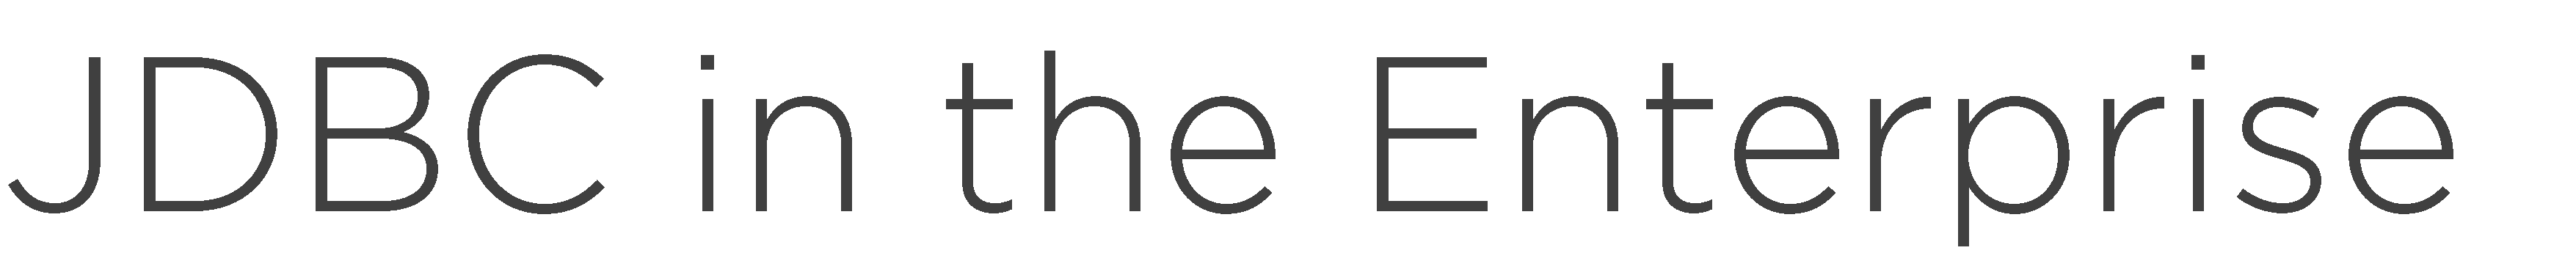 JDBC in the Enterprise